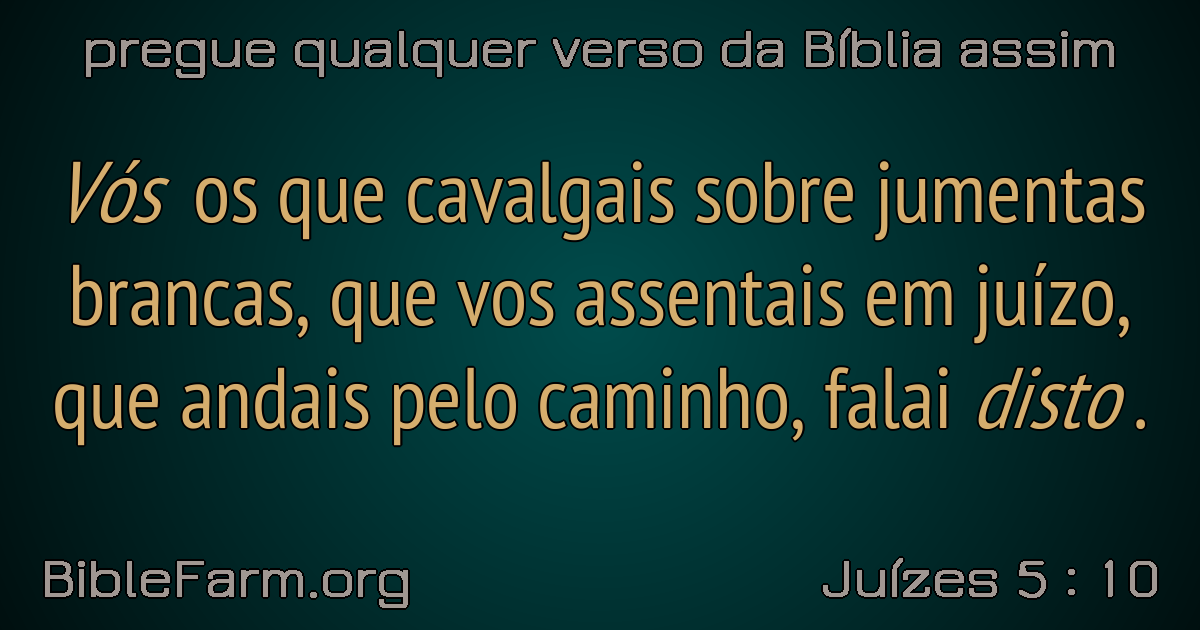 pregue qualquer verso da Bíblia assim
Vós os que cavalgais sobre jumentas
brancas, que vos assentais em juízo,
que andais pelo caminho, falai disto .
BibleFarm.org
Juízes 5 : 10